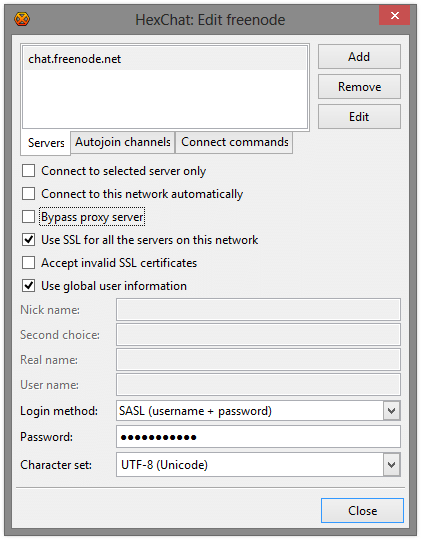 HexChat: Edit freenode
chat.freenode.net
Add
Remove
Edit
Servers Autojoin channels Connect commands
Connect to selected server only
Connect to this network automatically
Bypass proxy server
Use SSL for all the servers on this network
Accept invalid SSL certificates
Use global user information
Nick name:
Second choice:
Real name:
User name:
Login method: SASL (username + password)
Password: ●●●●●●●●●●●
Character set: UTF-8 (Unicode)
Close